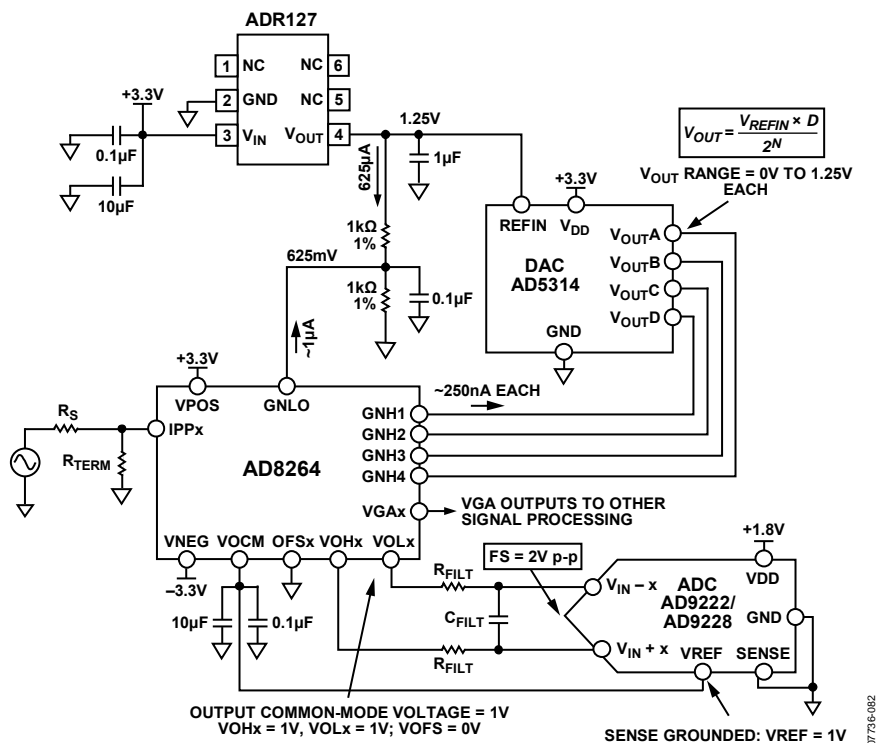 ADR127
1 NC
NC 6
2 GND
NC 5
3 VIN
VOUT 4
+3.3V
0.1µF
10µF
1.25V
1µF
625µA
1kΩ
1%
625mV
1kΩ
1%
0.1µF
~1µA
VOUT = VREFIN × D / 2^N
VOUT RANGE = 0V TO 1.25V
EACH
+3.3V
REFIN
VDD
DAC
AD5314
VOUTA
VOUTB
VOUTC
VOUTD
GND
+3.3V
VPOS
GNLO
~250nA EACH
RS
IPPx
RTERM
AD8264
GNH1
GNH2
GNH3
GNH4
VGAx
VGA OUTPUTS TO OTHER
SIGNAL PROCESSING
VNEG
VOCM
OFSx
VOHx
VOLx
–3.3V
10µF
0.1µF
RFILT
CFILT
RFILT
FS = 2V p-p
+1.8V
VDD
VIN – x
ADC
AD9222/
AD9228
GND
VIN + x
VREF
SENSE
OUTPUT COMMON-MODE VOLTAGE = 1V
VOHx = 1V, VOLx = 1V; VOFS = 0V
SENSE GROUNDED: VREF = 1V
07736-082